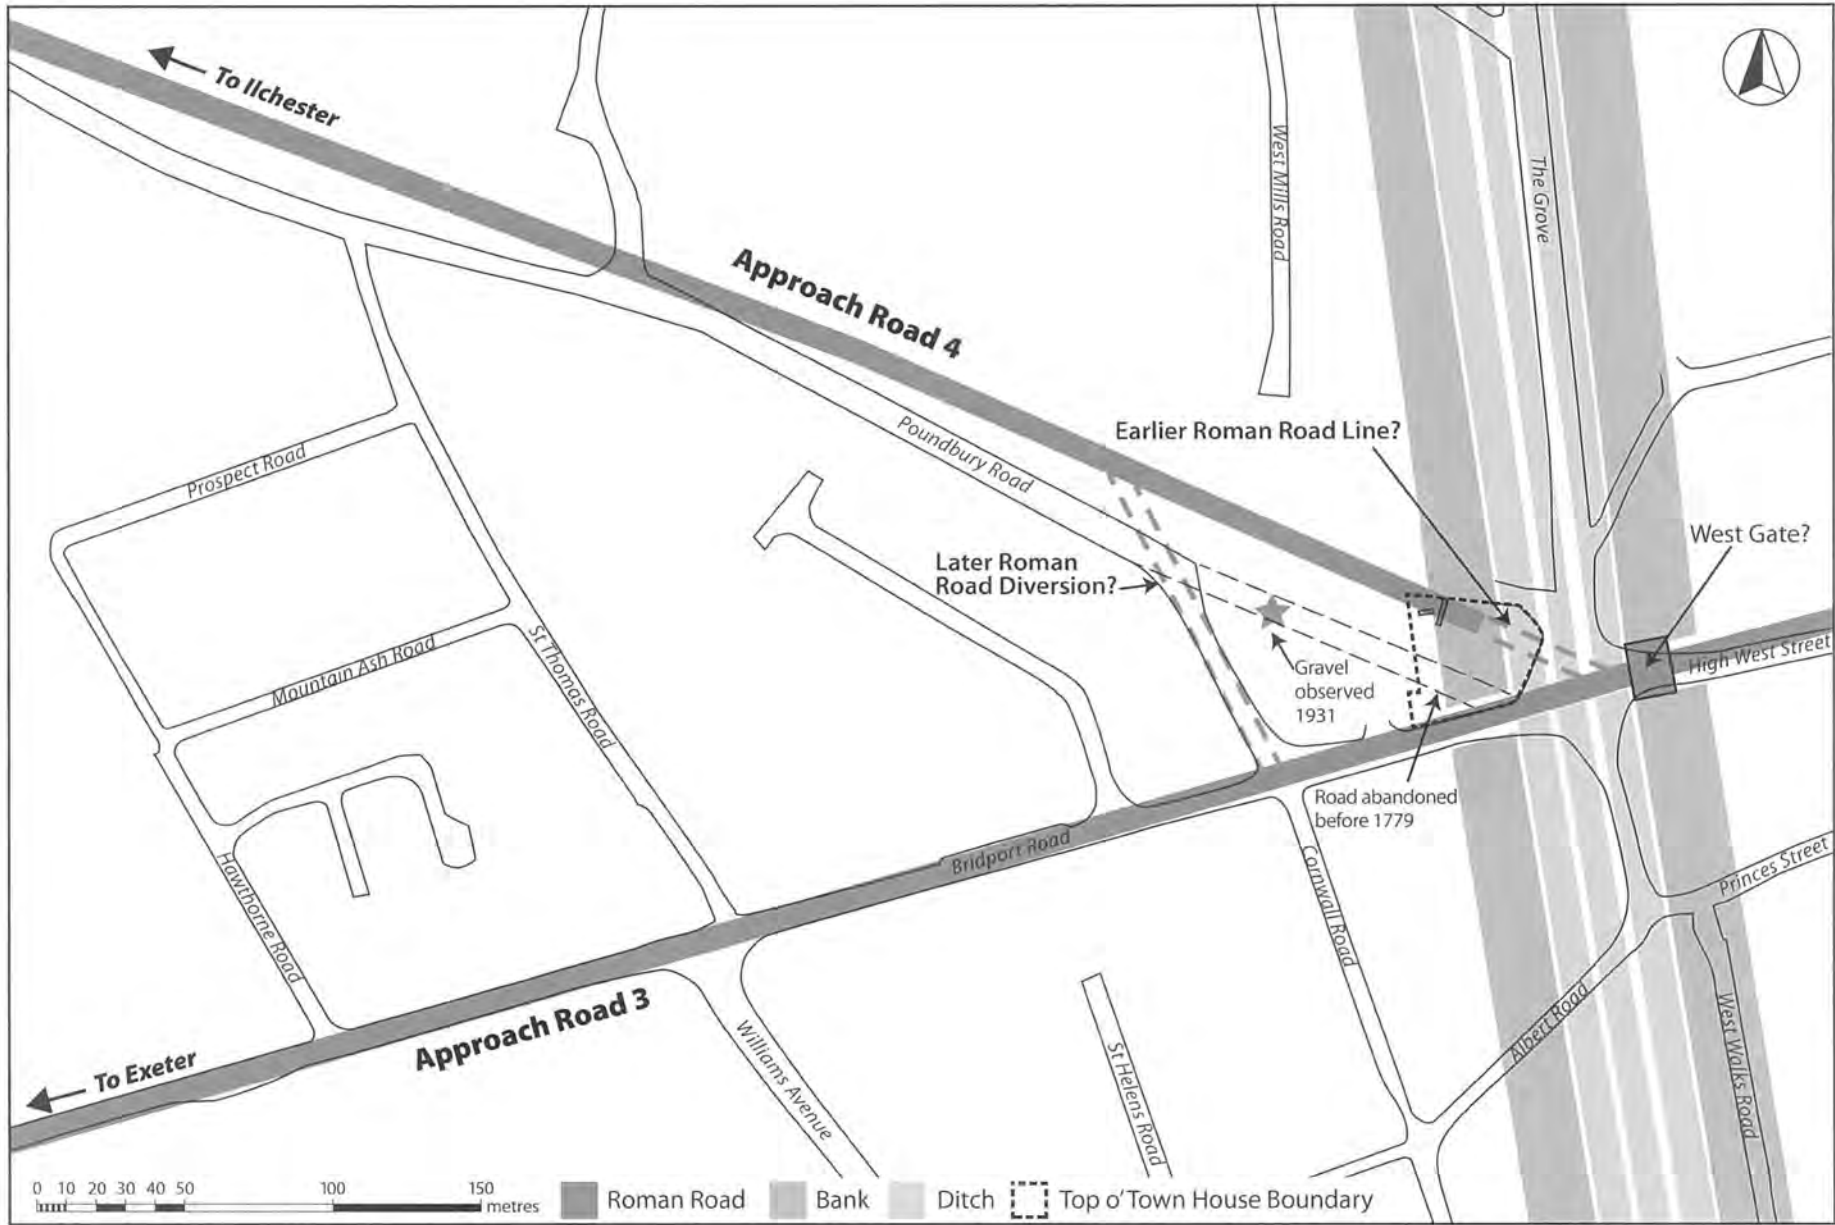 To Ilchester
West Mills Road
The Grove
Approach Road 4
Earlier Roman Road Line?
Poundbury Road
Prospect Road
West Gate?
Later Roman
Road Diversion?
Gravel
observed
1931
High West Street
Mountain Ash Road
St Thomas Road
Road abandoned
before 1779
Bridport Road
Cornwall Road
Princes Street
Hawthorne Road
Approach Road 3
Williams Avenue
St Helens Road
Albert Road
West Walks Road
To Exeter
0 10 20 30 40 50 100 150
metres
Roman Road
Bank
Ditch
Top o' Town House Boundary